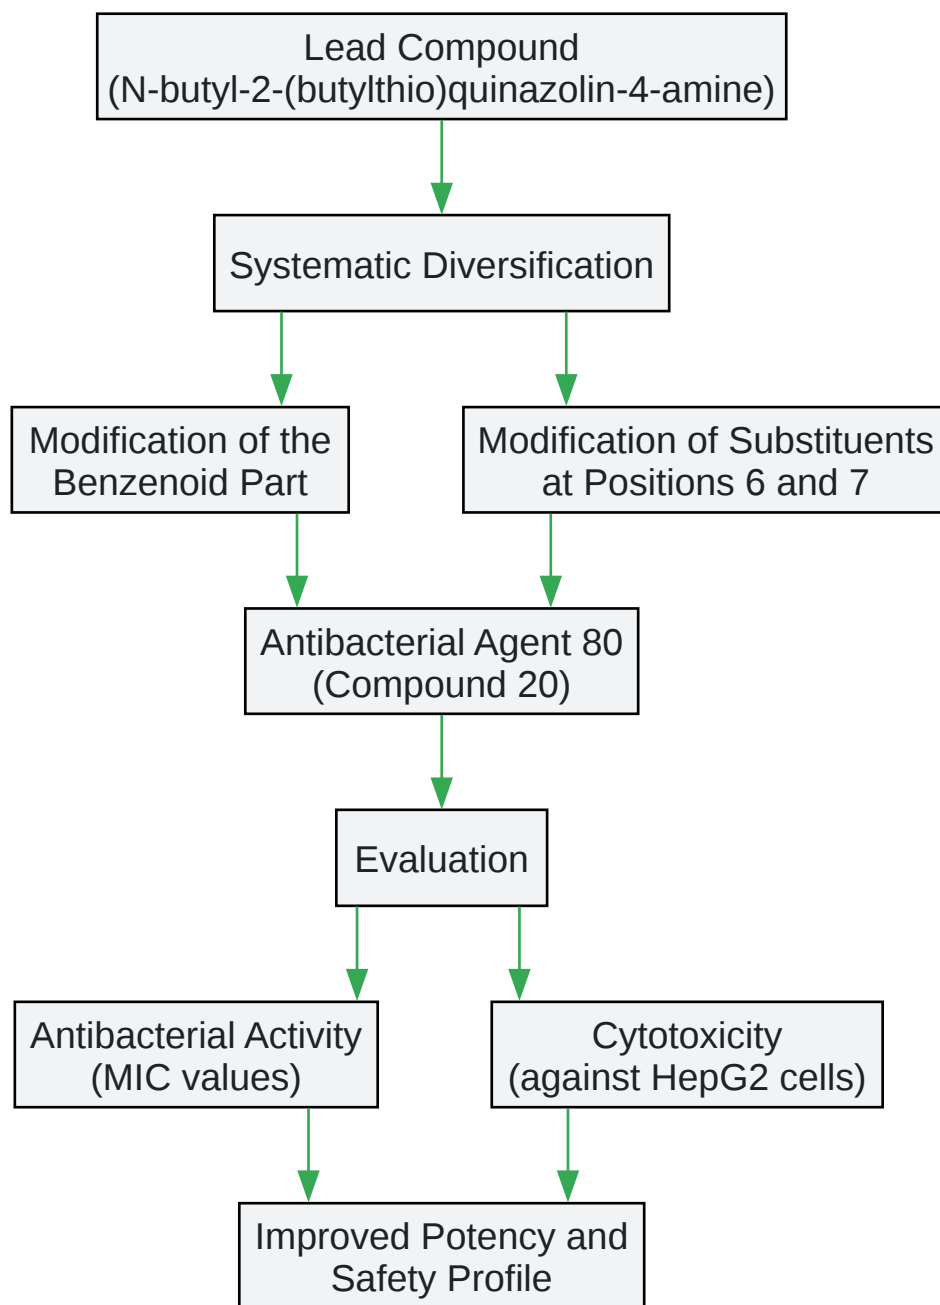 Lead Compound
(N-butyl-2-(butylthio)quinazolin-4-amine)
Systematic Diversification
Modification of the
Benzenoid Part
Modification of Substituents
at Positions 6 and 7
Antibacterial Agent 80
(Compound 20)
Evaluation
Antibacterial Activity
(MIC values)
Cytotoxicity
(against HepG2 cells)
Improved Potency and
Safety Profile